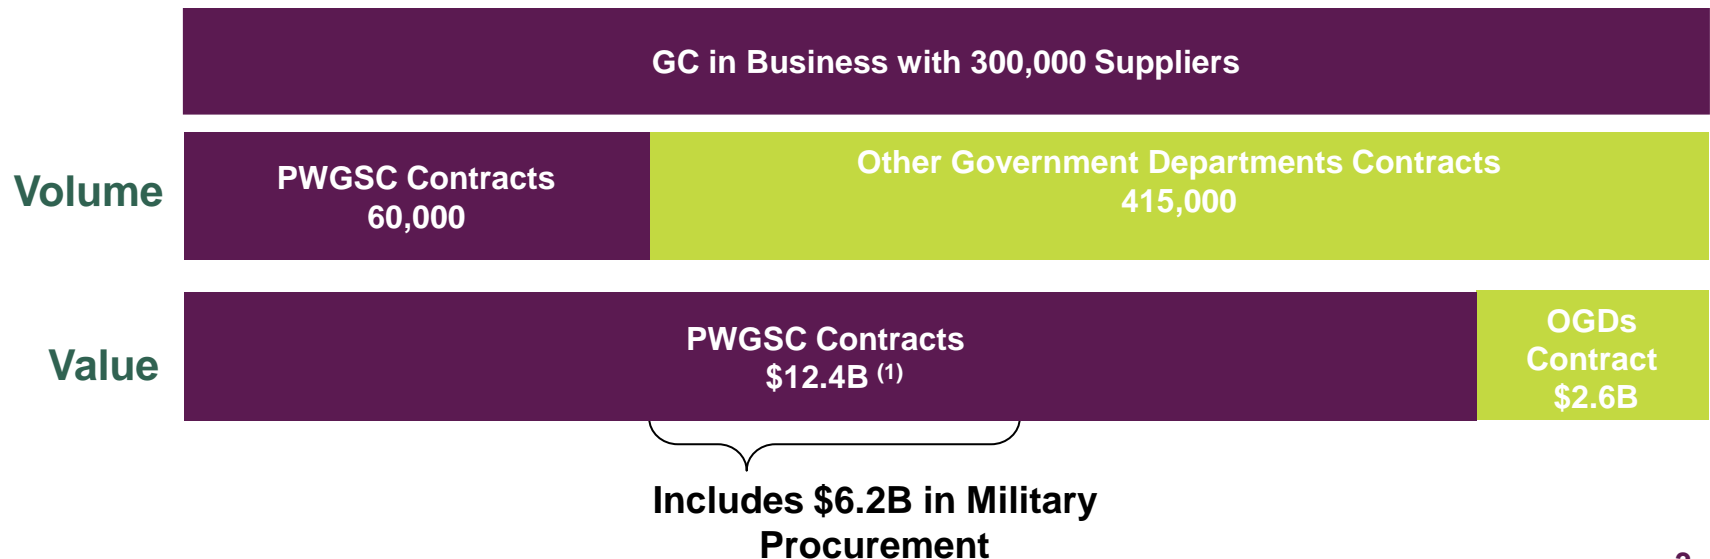 GC in Business with 300,000 Suppliers
Volume
PWGSC Contracts
60,000
Other Government Departments Contracts
415,000
Value
PWGSC Contracts
$12.4B (1)
OGDs
Contract
$2.6B
Includes $6.2B in Military
Procurement